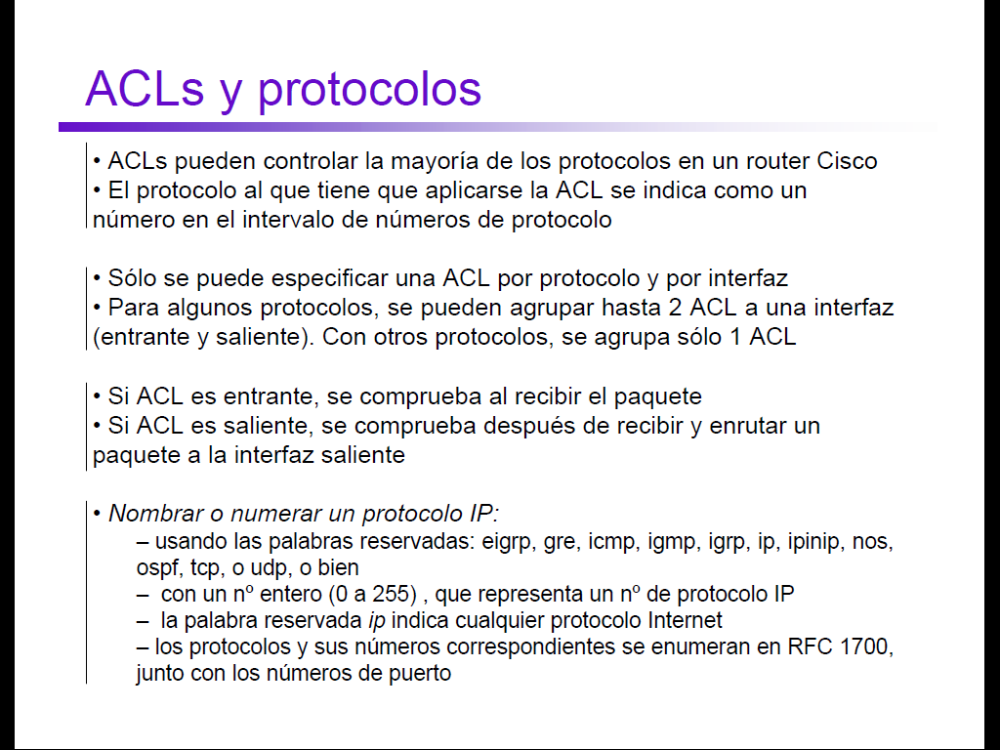 ACLs y protocolos
• ACLs pueden controlar la mayoría de los protocolos en un router Cisco
• El protocolo al que tiene que aplicarse la ACL se indica como un
número en el intervalo de números de protocolo
• Sólo se puede especificar una ACL por protocolo y por interfaz
• Para algunos protocolos, se pueden agrupar hasta 2 ACL a una interfaz
(entrante y saliente). Con otros protocolos, se agrupa sólo 1 ACL
• Si ACL es entrante, se comprueba al recibir el paquete
• Si ACL es saliente, se comprueba después de recibir y enrutar un
paquete a la interfaz saliente
• Nombrar o numerar un protocolo IP:
– usando las palabras reservadas: eigrp, gre, icmp, igmp, igrp, ip, ipinip, nos,
ospf, tcp, o udp, o bien
– con un nº entero (0 a 255) , que representa un nº de protocolo IP
– la palabra reservada ip indica cualquier protocolo Internet
– los protocolos y sus números correspondientes se enumeran en RFC 1700,
junto con los números de puerto